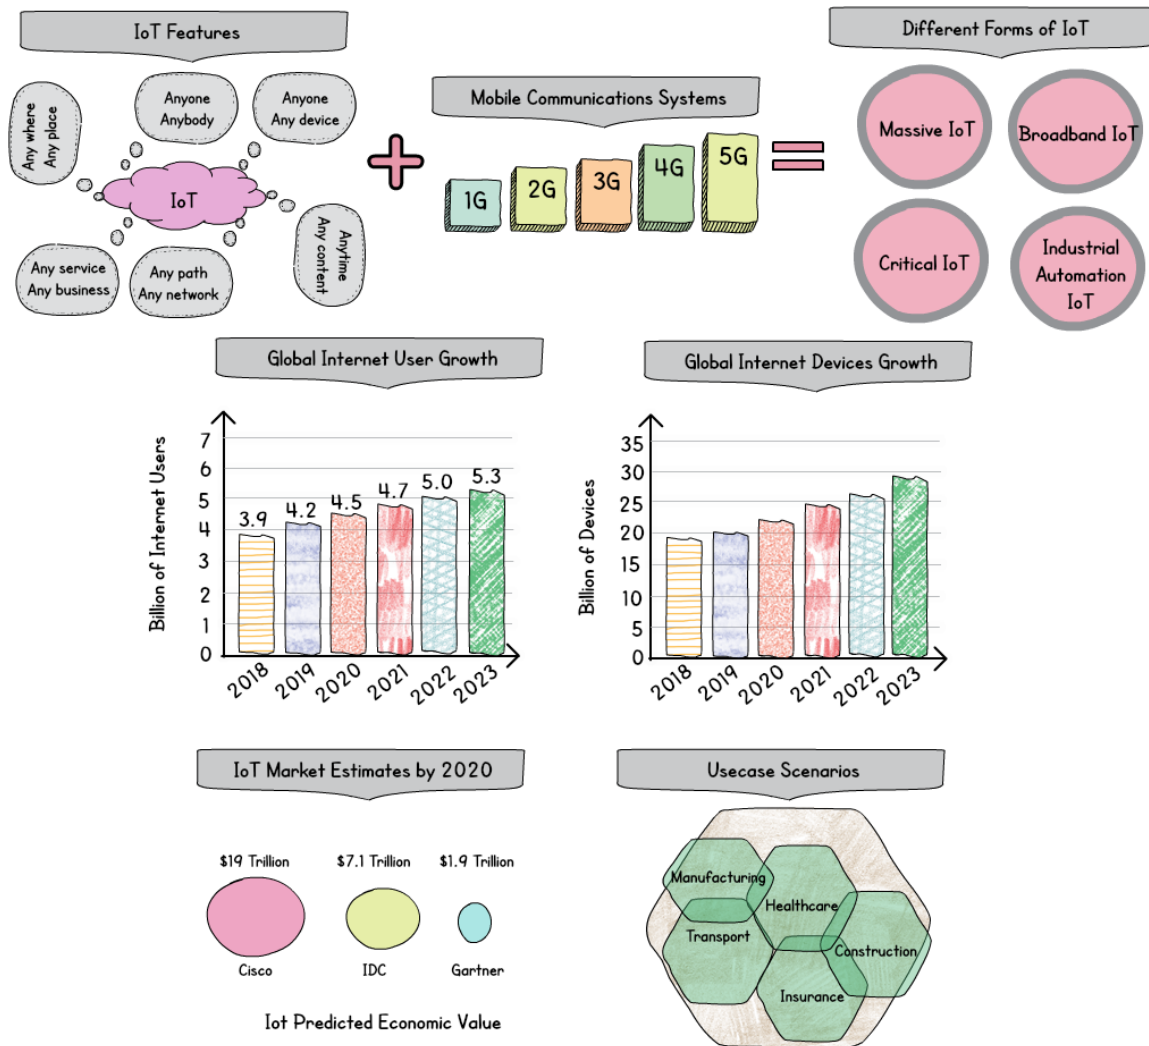 IoT Features
Any where
Any place
Anyone
Anybody
Anyone
Any device
IoT
Any service
Any business
Any path
Any network
Anytime
Any content
Mobile Communications Systems
1G
2G
3G
4G
5G
Different Forms of IoT
Massive IoT
Broadband IoT
Critical IoT
Industrial
Automation
IoT
Global Internet User Growth
Billion of Internet Users
7
6
5
4
3
2
1
0
3.9
4.2
4.5
4.7
5.0
5.3
2018
2019
2020
2021
2022
2023
Global Internet Devices Growth
Billion of Devices
35
30
25
20
15
10
5
0
2018
2019
2020
2021
2022
2023
IoT Market Estimates by 2020
$19 Trillion
$7.1 Trillion
$1.9 Trillion
Cisco
IDC
Gartner
Iot Predicted Economic Value
Usecase Scenarios
Manufacturing
Healthcare
Transport
Construction
Insurance